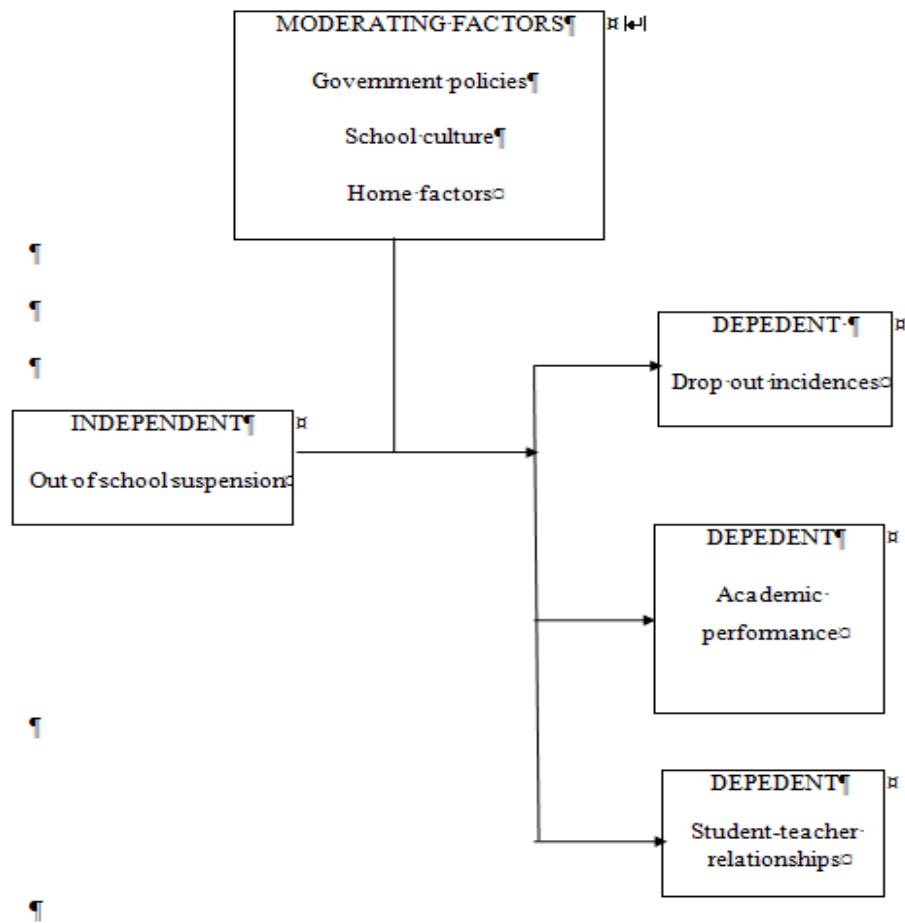 MODERATING FACTORS¶
Government policies¶
School culture¶
Home factors¤
¶
¶
¶
DEPEDENT ¶
Drop out incidences¤
INDEPENDENT¶
Out of school suspension¤
DEPEDENT¶
Academic
performance¤
¶
DEPEDENT¶
Student-teacher
relationships¤
¶